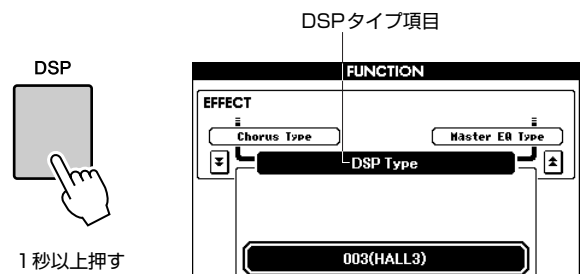 DSPタイプ項目
DSP
FUNCTION
EFFECT
Chorus Type
Master EQ Type
DSP Type
003(HALL3)
1秒以上押す